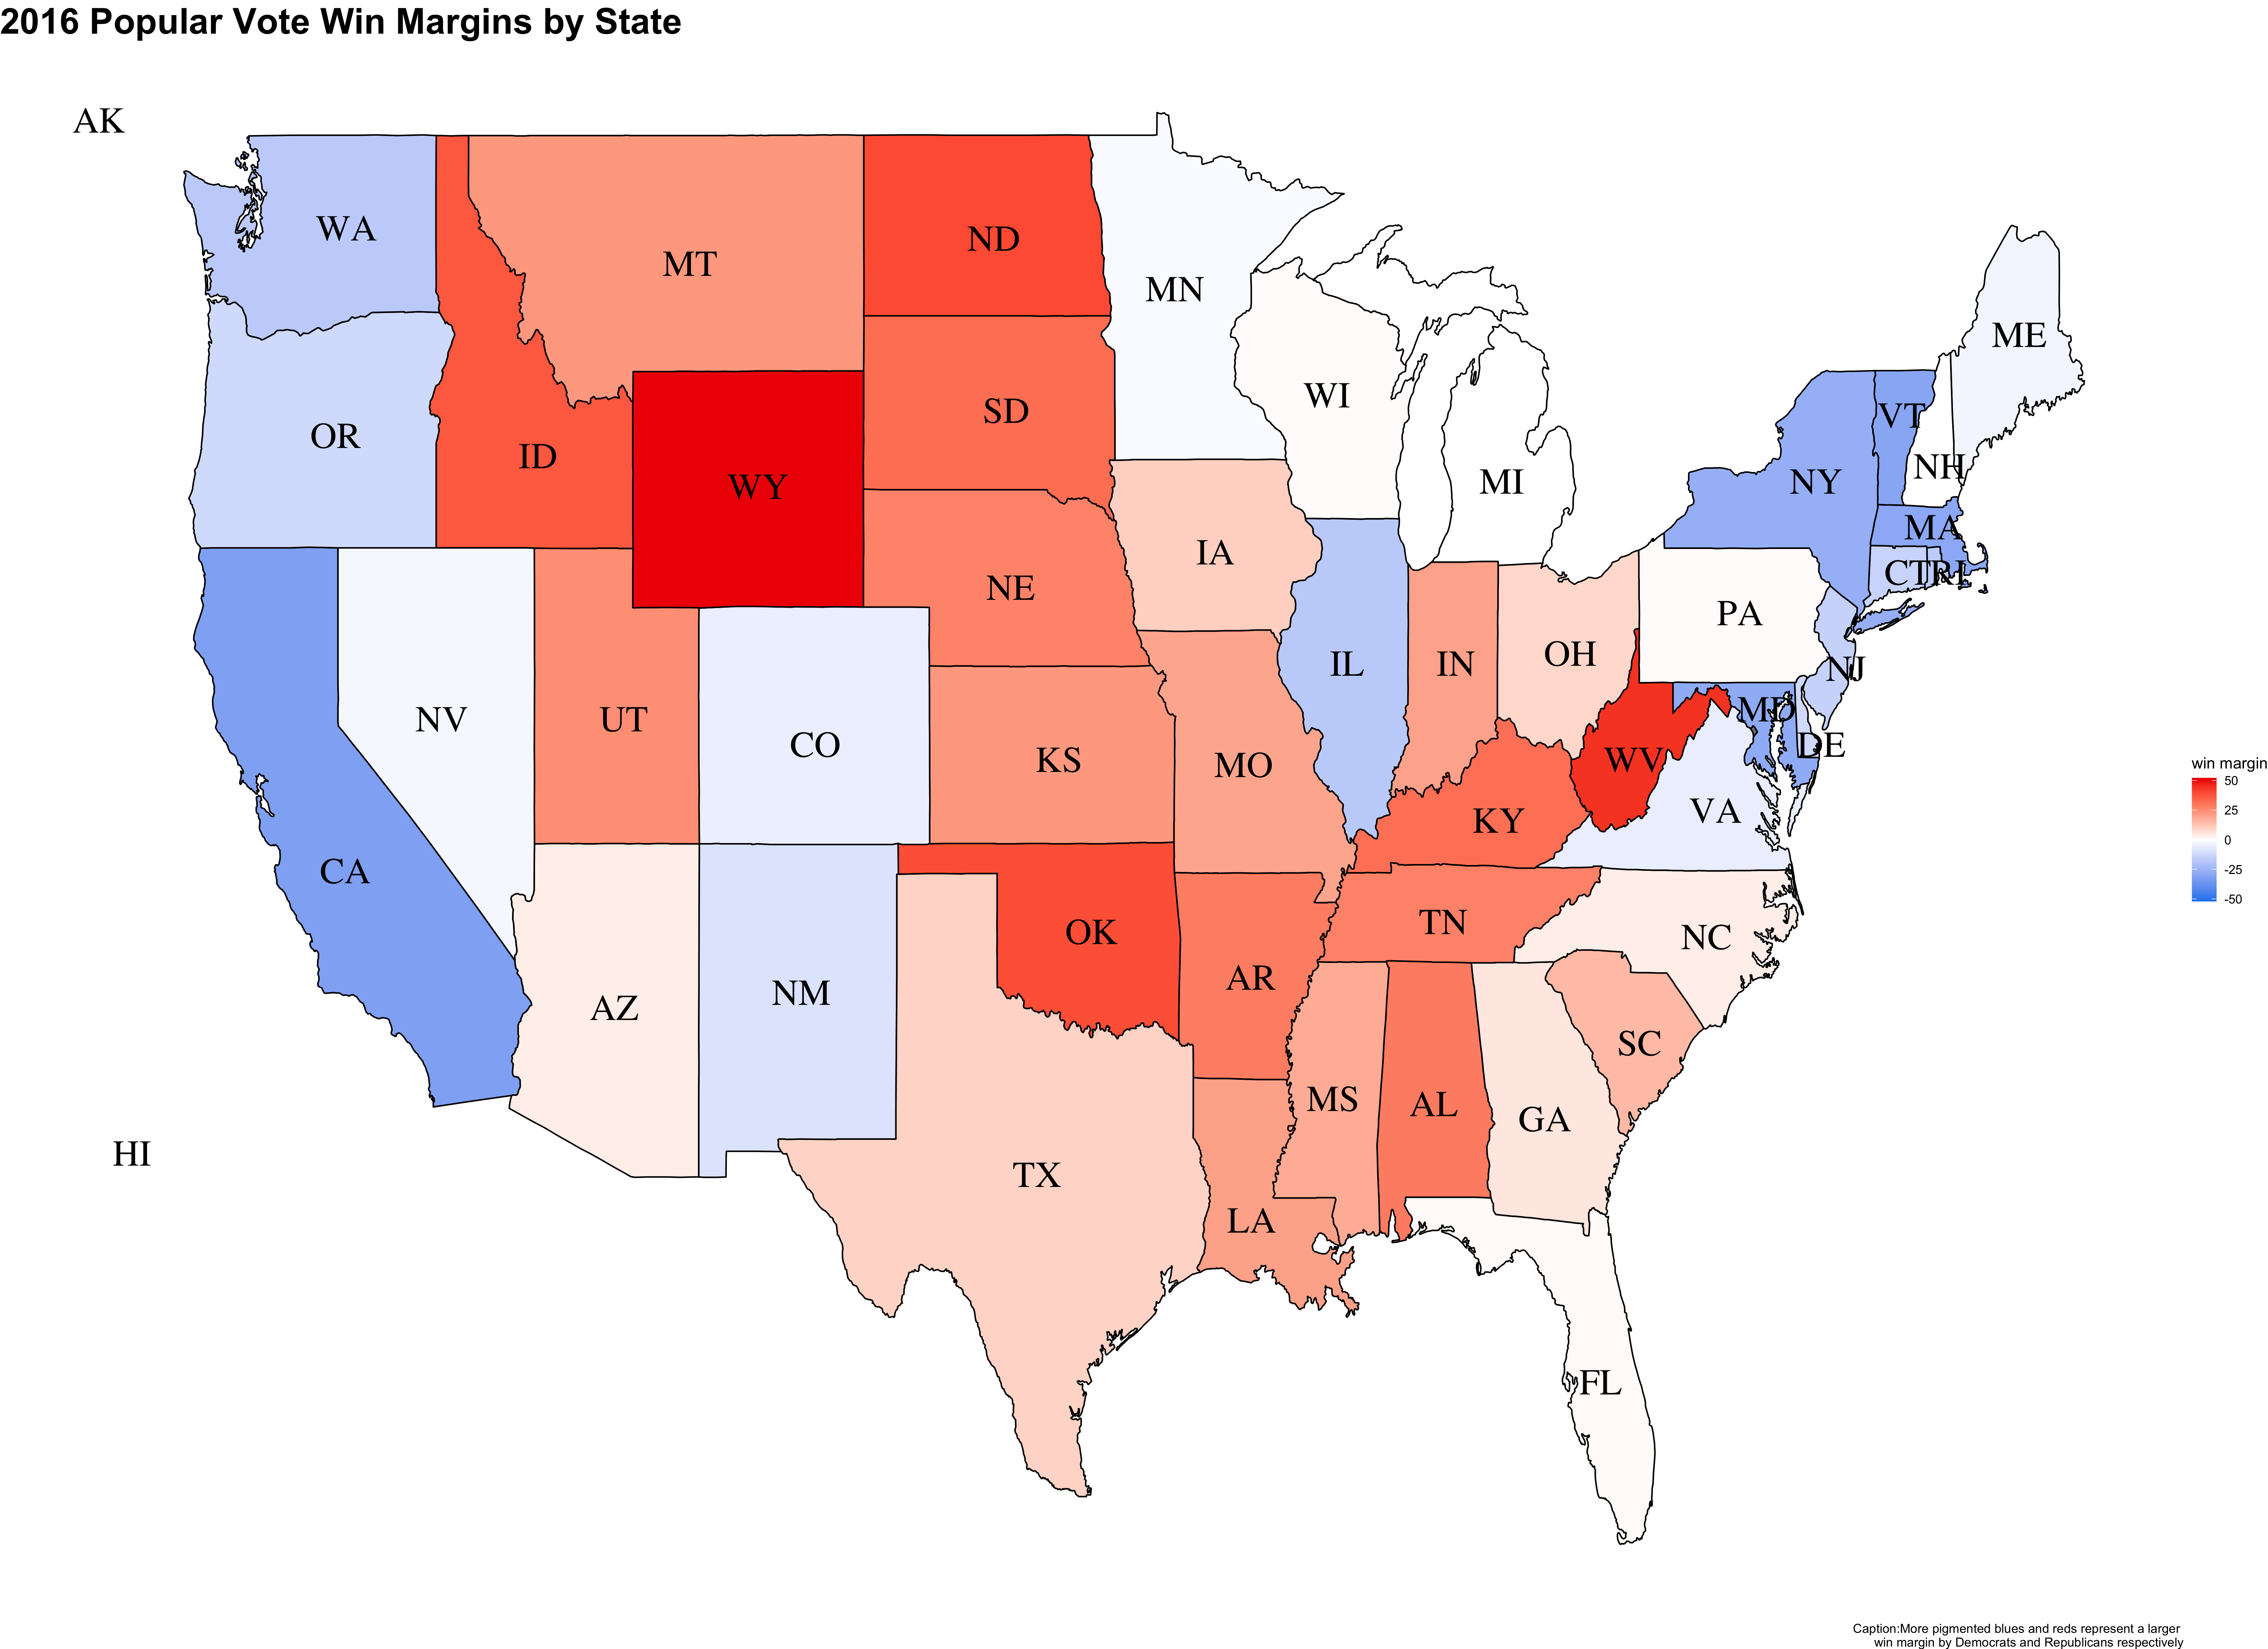 2016 Popular Vote Win Margins by State
AK
WA
MT
ND
MN
ME
OR
ID
WY
SD
WI
MI
VT
NH
NY
MA
CT
RI
NV
UT
CO
NE
IA
IL
IN
OH
PA
NJ
MD
DE
WV
VA
KS
MO
KY
CA
AZ
NM
OK
AR
TN
NC
SC
MS
AL
GA
HI
TX
LA
FL
win margin
50
25
0
-25
-50
Caption:More pigmented blues and reds represent a larger
win margin by Democrats and Republicans respectively